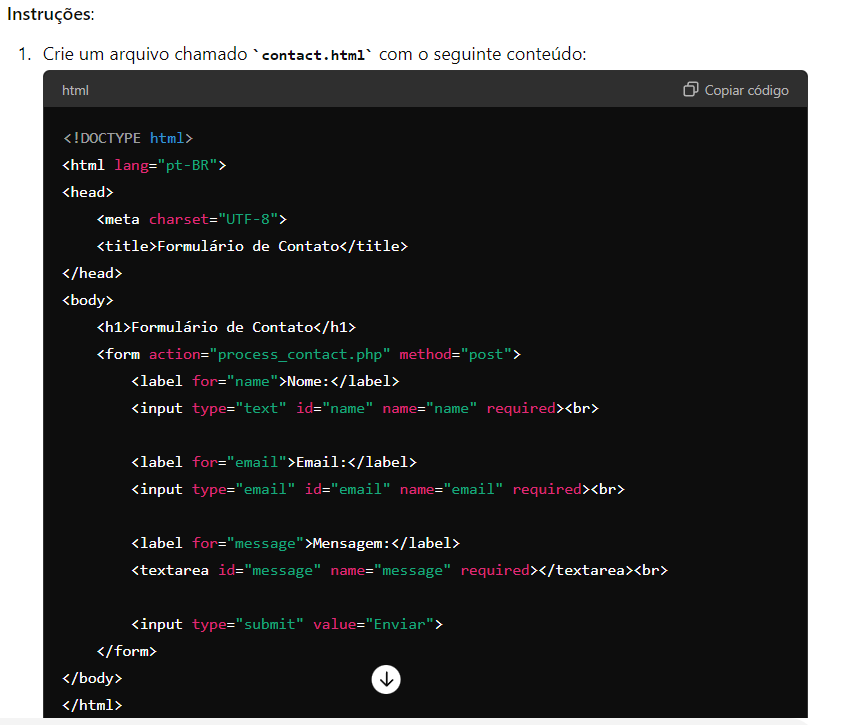 Instruções:
1. Crie um arquivo chamado `contact.html` com o seguinte conteúdo:
html Copiar código
<!DOCTYPE html>
<html lang="pt-BR">
<head>
    <meta charset="UTF-8">
    <title>Formulário de Contato</title>
</head>
<body>
    <h1>Formulário de Contato</h1>
    <form action="process_contact.php" method="post">
        <label for="name">Nome:</label>
        <input type="text" id="name" name="name" required><br>

        <label for="email">Email:</label>
        <input type="email" id="email" name="email" required><br>

        <label for="message">Mensagem:</label>
        <textarea id="message" name="message" required></textarea><br>

        <input type="submit" value="Enviar">
    </form>
</body>
</html>